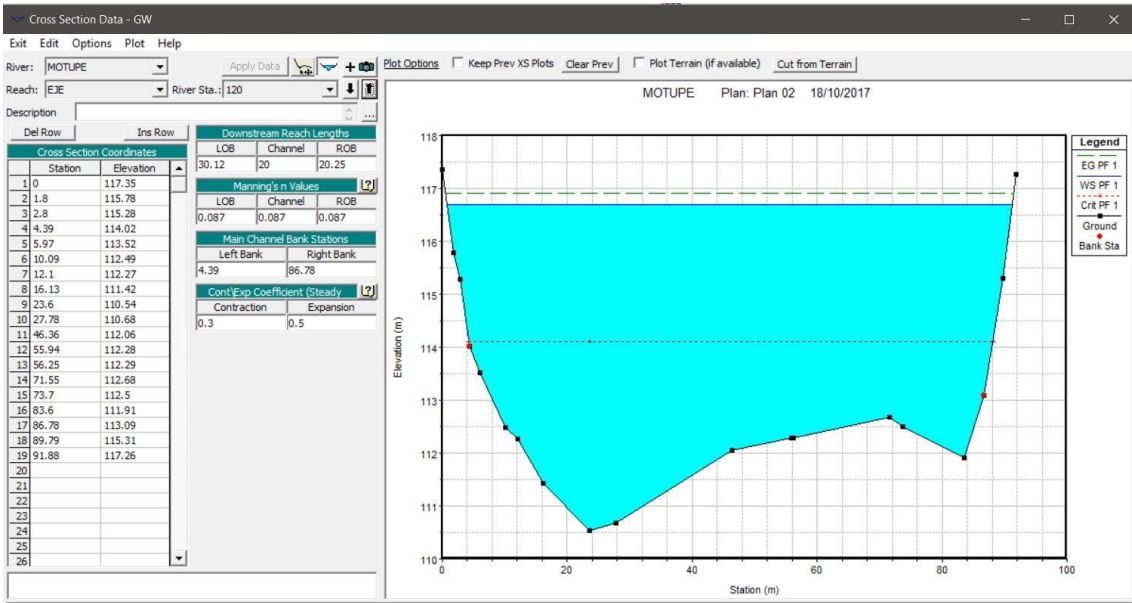 Cross Section Data - GW
Exit Edit Options Plot Help
River: MOTUPE Apply Data
Reach: EJE River Sta.: 120
Description ...
Del Row Ins Row
Cross Section Coordinates
Station Elevation
1 0 117.35
2 1.8 115.78
3 2.8 115.28
4 4.39 114.02
5 5.97 113.52
6 10.09 112.49
7 12.1 112.27
8 16.13 111.42
9 23.6 110.54
10 27.78 110.68
11 46.36 112.06
12 55.94 112.28
13 56.25 112.29
14 71.55 112.68
15 73.7 112.5
16 83.6 111.91
17 86.78 113.09
18 89.79 115.31
19 91.88 117.26
20
21
22
23
24
25
26
Downstream Reach Lengths
LOB Channel ROB
30.12 20 20.25
Manning's n Values ?
LOB Channel ROB
0.087 0.087 0.087
Main Channel Bank Stations
Left Bank Right Bank
4.39 86.78
Cont\Exp Coefficient (Steady ?
Contraction Expansion
0.3 0.5
Plot Options Keep Prev XS Plots Clear Prev Plot Terrain (if available) Cut from Terrain
MOTUPE Plan: Plan 02 18/10/2017
118
117
116
115
114
113
112
111
110
Elevation (m)
0 20 40 60 80 100
Station (m)
Legend
EG PF 1
WS PF 1
Crit PF 1
Ground
Bank Sta